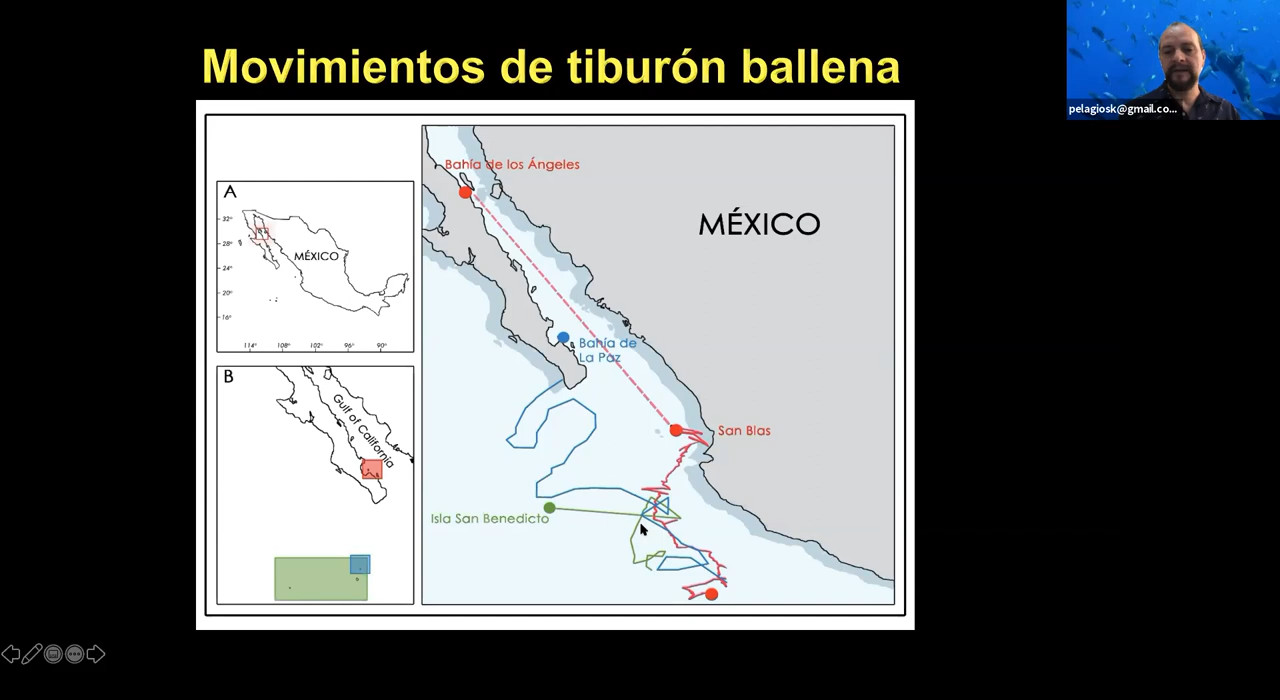 Movimientos de tiburón ballena
pelagiosk@gmail.co...
A
32°
28°
24°
20°
16°
MÉXICO
114°
108°
102°
96°
90°
B
Gulf of California
Bahía de los Ángeles
MÉXICO
Bahía de
La Paz
San Blas
Isla San Benedicto